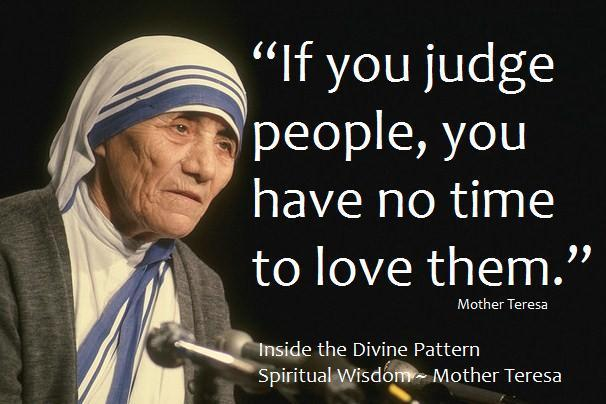 “If you judge
people, you
have no time
to love them.”
Mother Teresa
Inside the Divine Pattern
Spiritual Wisdom ~ Mother Teresa